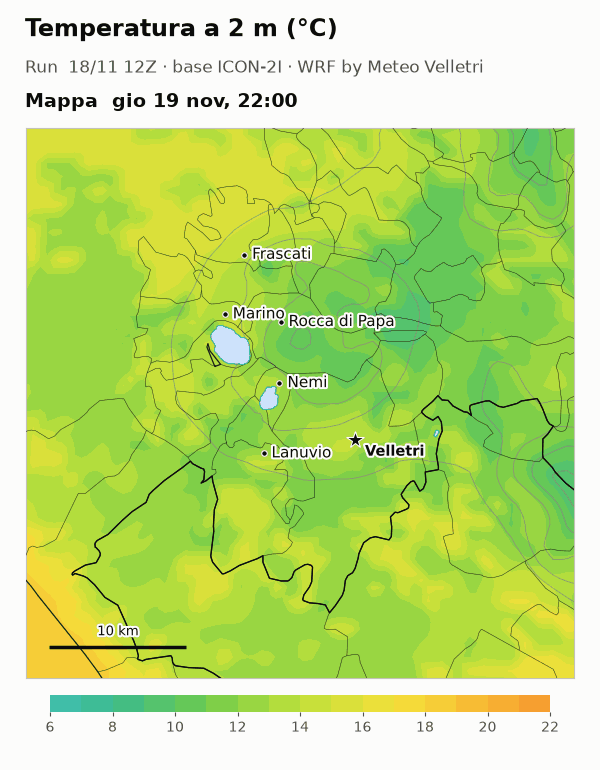 Temperatura a 2 m (°C)
Run 18/11 12Z · base ICON-2I · WRF by Meteo Velletri
Mappa gio 19 nov, 22:00
Frascati
Marino
Rocca di Papa
Nemi
Velletri
Lanuvio
10 km
6 8 10 12 14 16 18 20 22